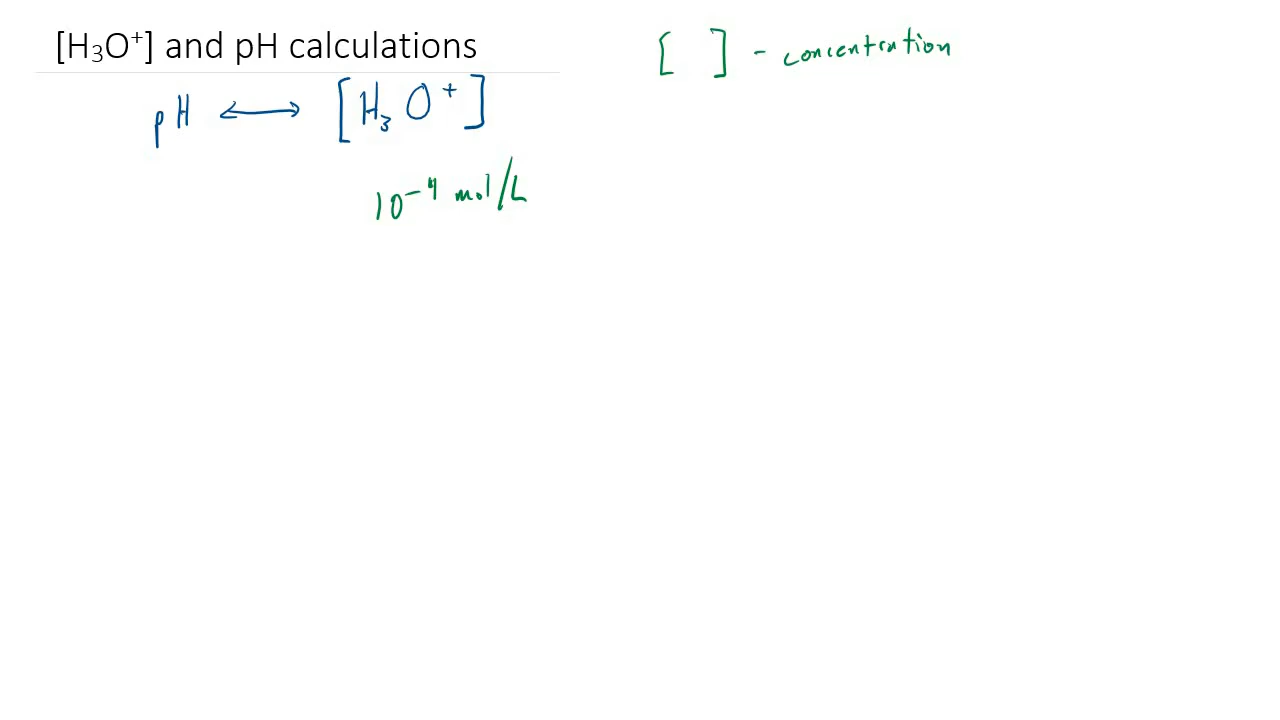 [H₃O⁺] and pH calculations
[ ] - concentration
pH ↔ [H₃O⁺]
10⁻⁴ mol/L